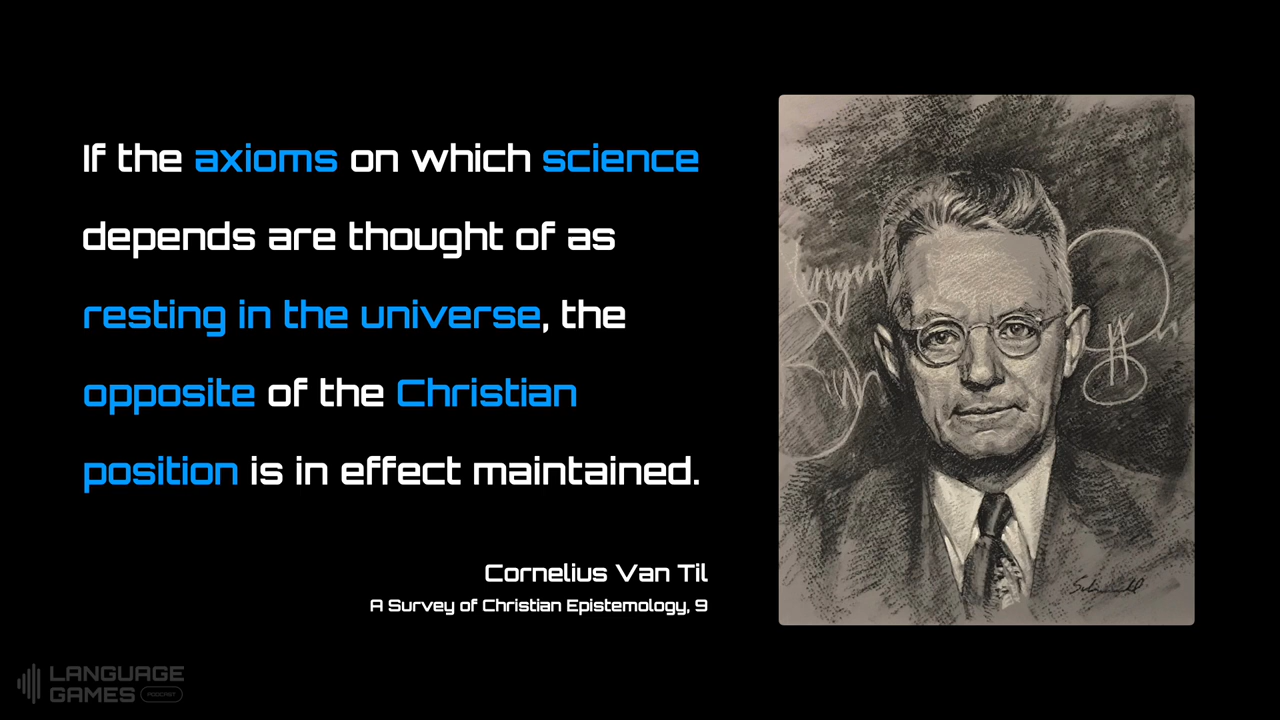 If the axioms on which science
depends are thought of as
resting in the universe, the
opposite of the Christian
position is in effect maintained.
Cornelius Van Til
A Survey of Christian Epistemology, 9
LANGUAGE
GAMES PODCAST